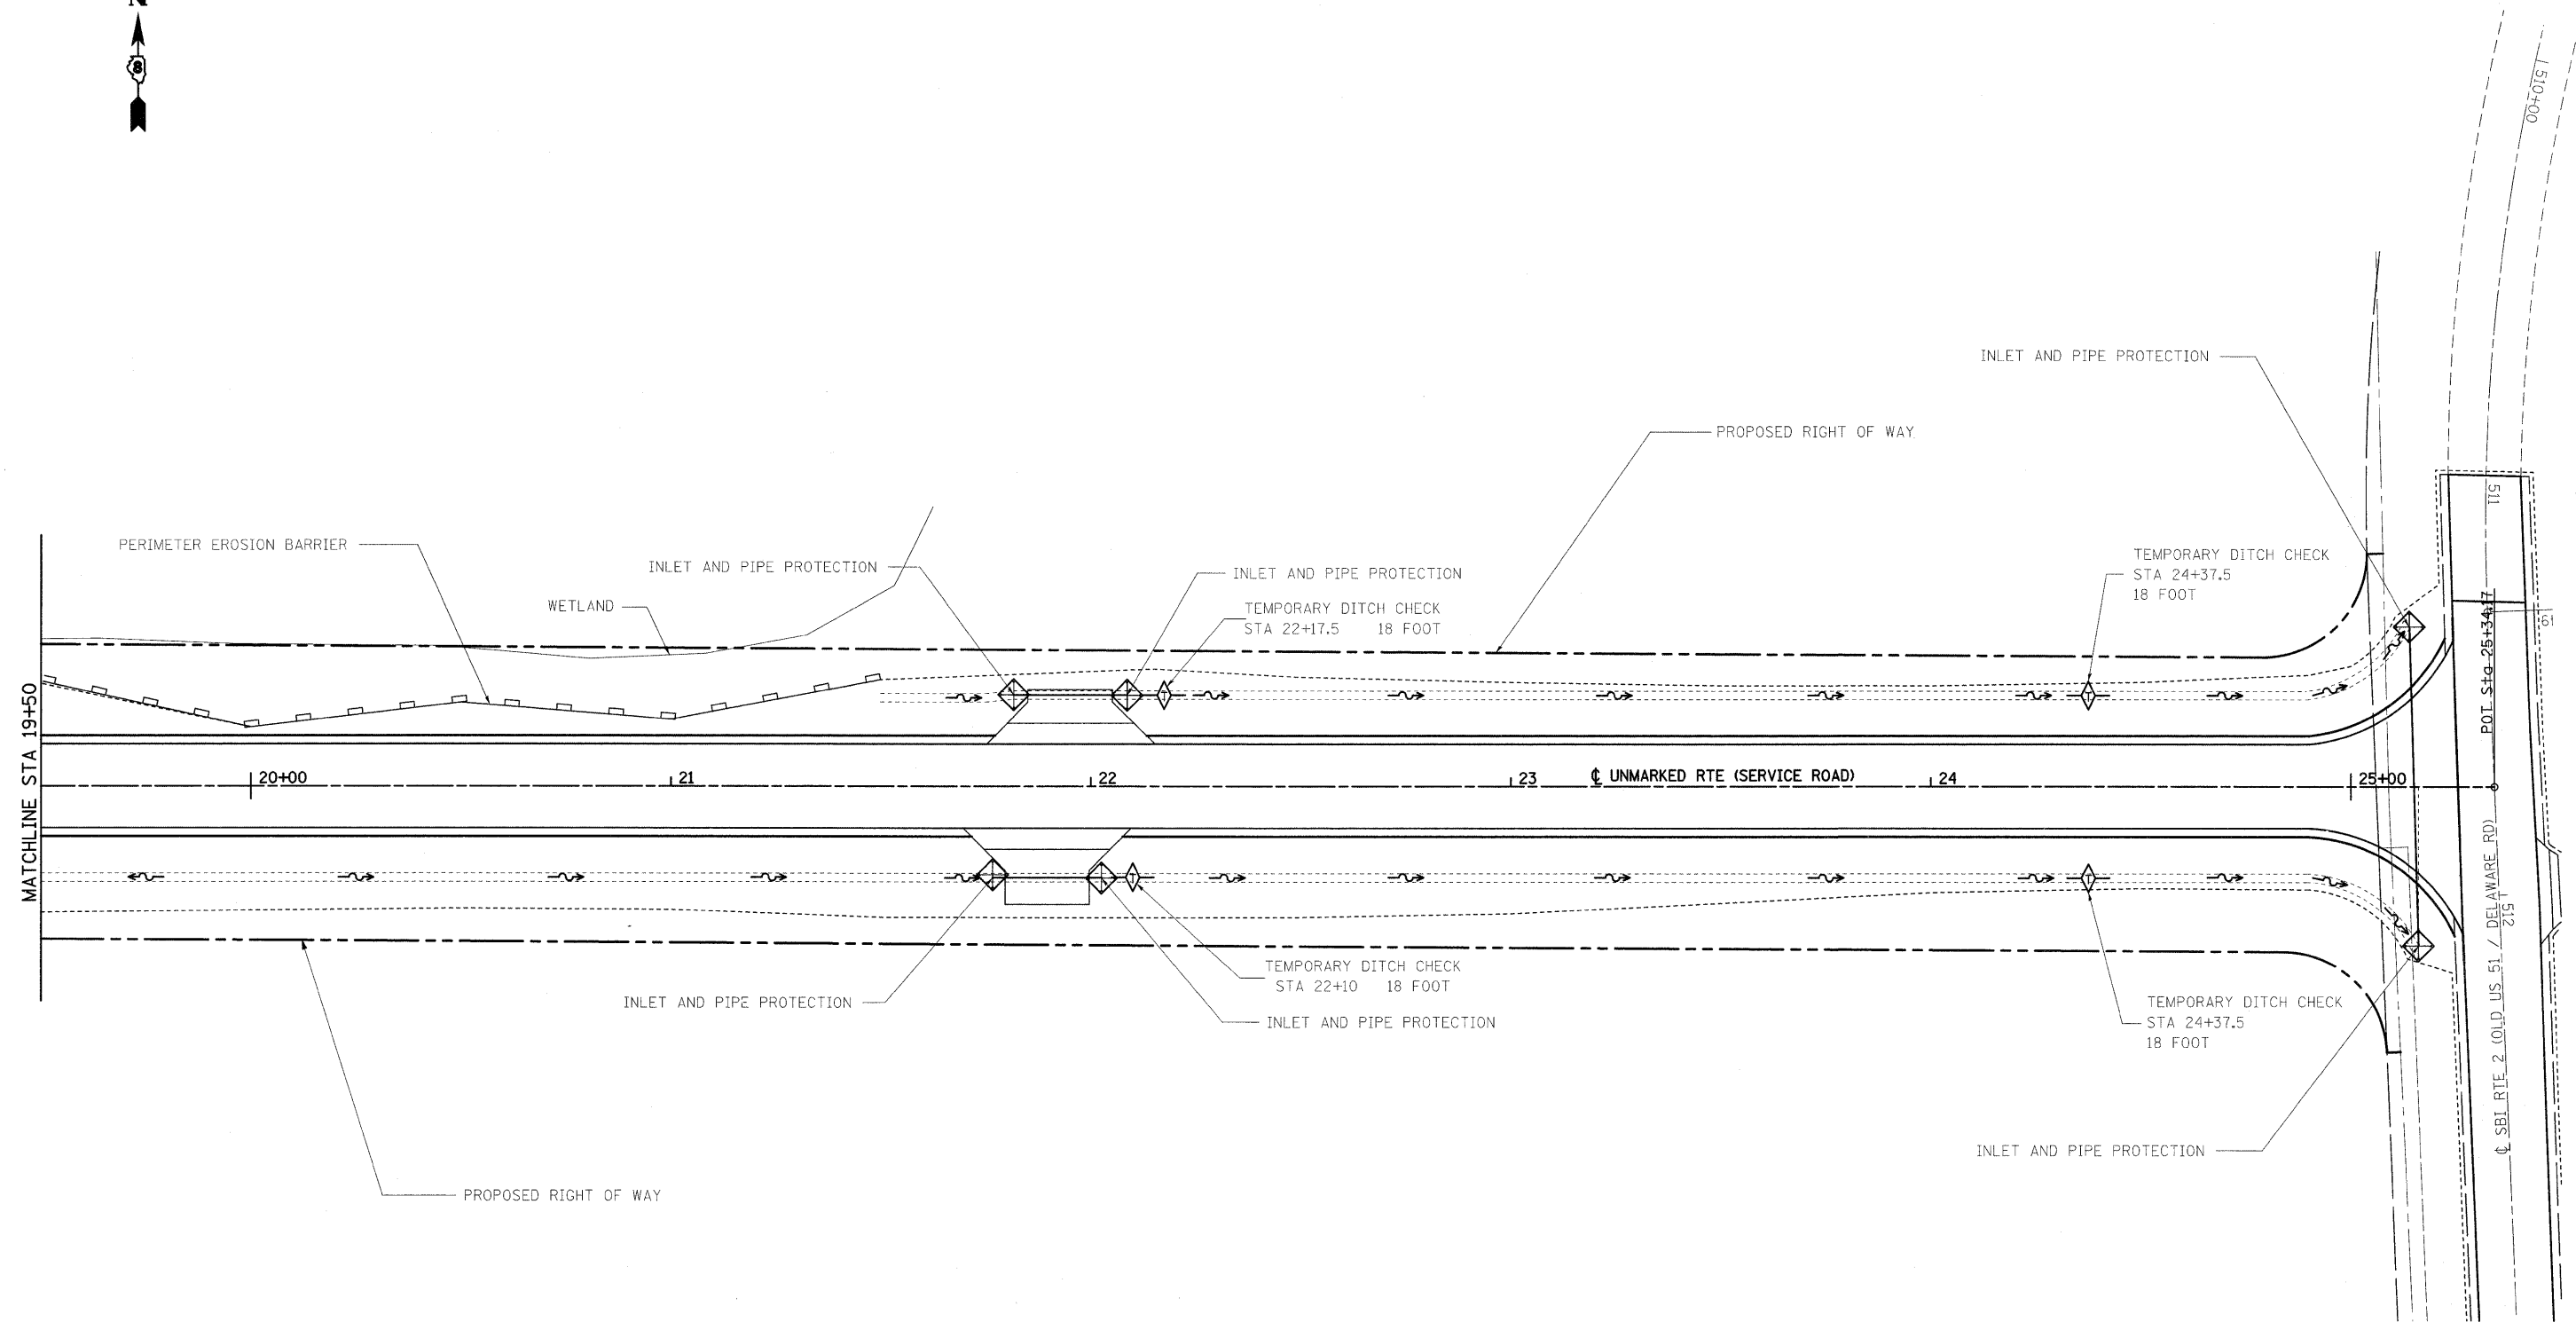 N
8
510+00
INLET AND PIPE PROTECTION
PROPOSED RIGHT OF WAY
511
PERIMETER EROSION BARRIER
INLET AND PIPE PROTECTION
INLET AND PIPE PROTECTION
TEMPORARY DITCH CHECK
STA 24+37.5
18 FOOT
WETLAND
TEMPORARY DITCH CHECK
STA 22+17.5 18 FOOT
POT Sta 25+34.17
MATCHLINE STA 19+50
T
T
20+00
21
22
23
℄ UNMARKED RTE (SERVICE ROAD)
24
25+00
T
T
℄ SBI RTE 2 (OLD US 51 / DELAWARE RD)
512
TEMPORARY DITCH CHECK
STA 22+10 18 FOOT
INLET AND PIPE PROTECTION
INLET AND PIPE PROTECTION
TEMPORARY DITCH CHECK
STA 24+37.5
18 FOOT
INLET AND PIPE PROTECTION
PROPOSED RIGHT OF WAY